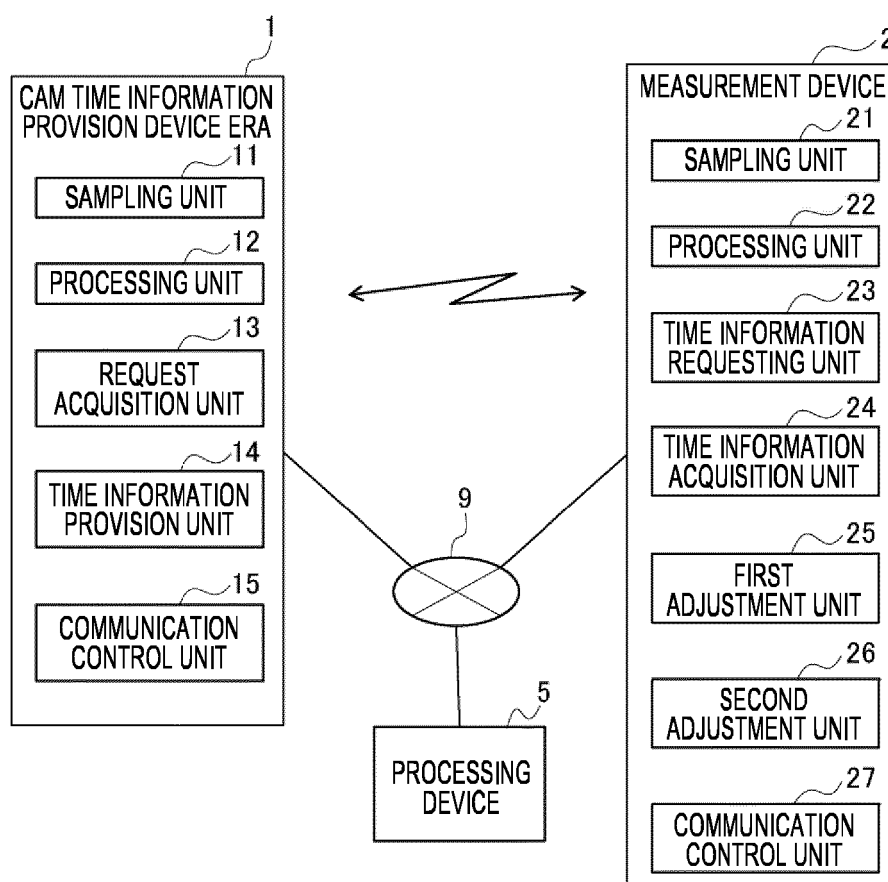 1
CAM TIME INFORMATION
PROVISION DEVICE ERA
11
SAMPLING UNIT
12
PROCESSING UNIT
13
REQUEST
ACQUISITION UNIT
14
TIME INFORMATION
PROVISION UNIT
15
COMMUNICATION
CONTROL UNIT
9
5
PROCESSING
DEVICE
2
MEASUREMENT DEVICE
21
SAMPLING UNIT
22
PROCESSING UNIT
23
TIME INFORMATION
REQUESTING UNIT
24
TIME INFORMATION
ACQUISITION UNIT
25
FIRST
ADJUSTMENT UNIT
26
SECOND
ADJUSTMENT UNIT
27
COMMUNICATION
CONTROL UNIT